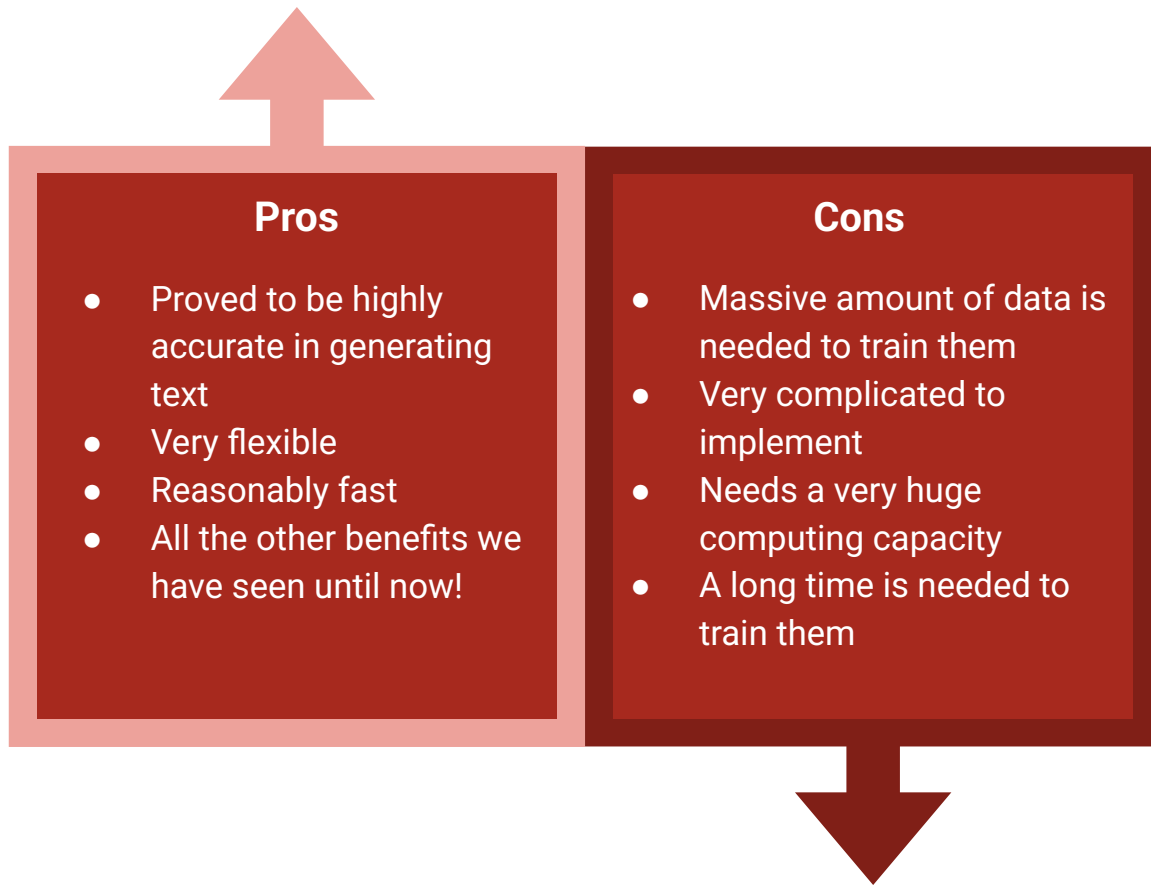 Pros
● Proved to be highly
accurate in generating
text
● Very flexible
● Reasonably fast
● All the other benefits we
have seen until now!
Cons
● Massive amount of data is
needed to train them
● Very complicated to
implement
● Needs a very huge
computing capacity
● A long time is needed to
train them